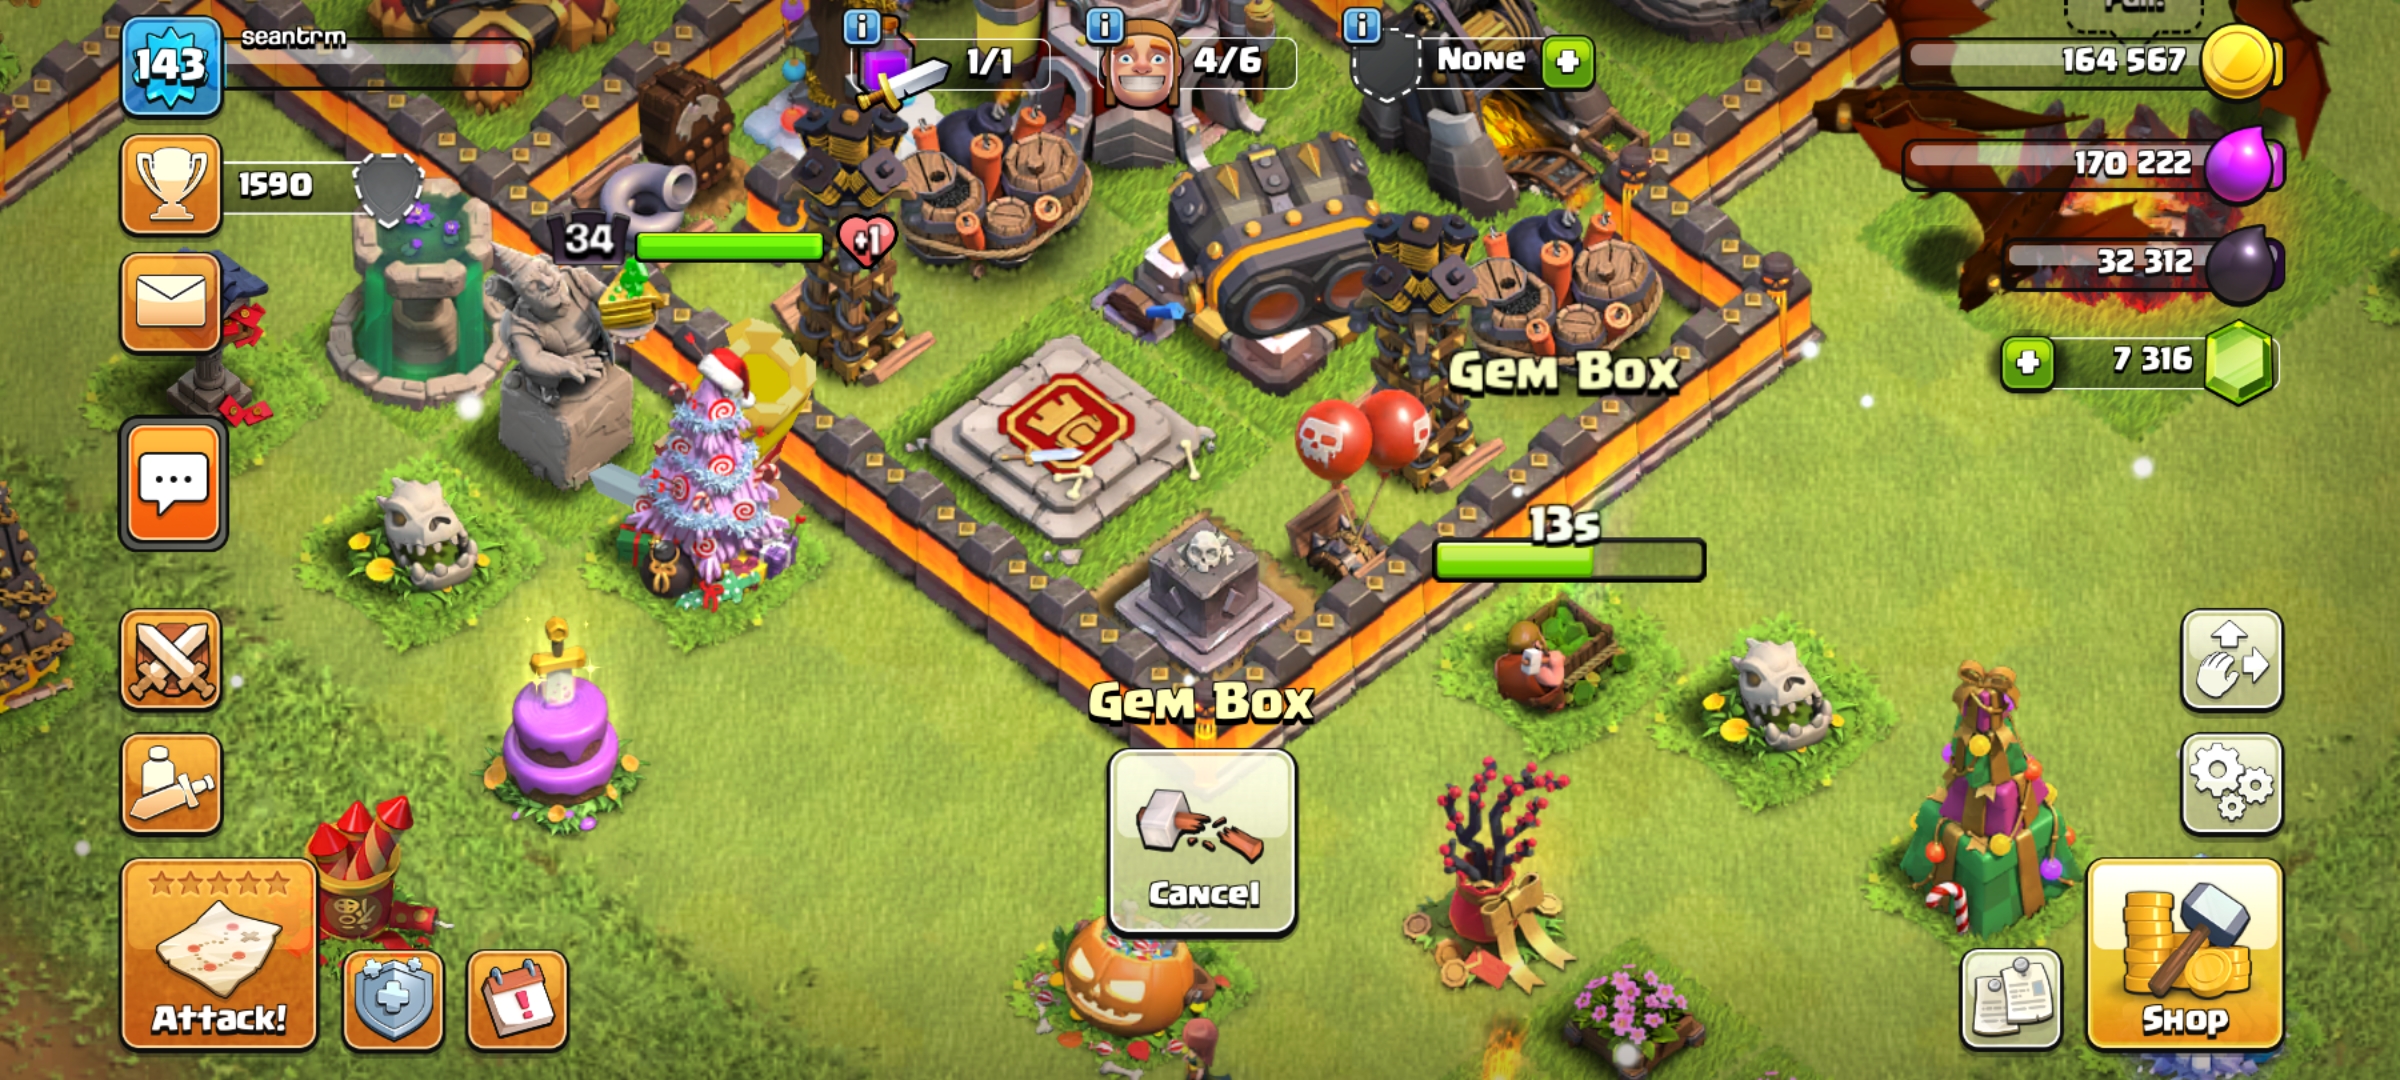 143
seantrm
1/1
4/6
None
164 567
1590
170 222
34
+1
32 312
7 316
Gem Box
13s
Gem Box
Cancel
Attack!
Shop